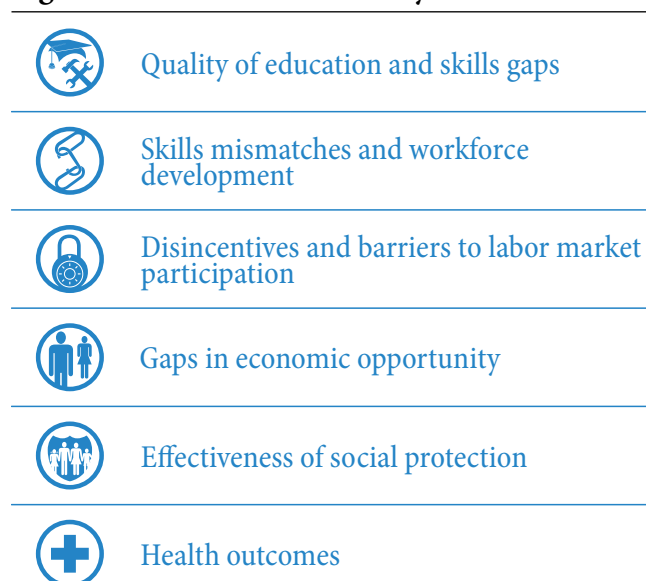 Quality of education and skills gaps
Skills mismatches and workforce
development
Disincentives and barriers to labor market
participation
Gaps in economic opportunity
Effectiveness of social protection
Health outcomes